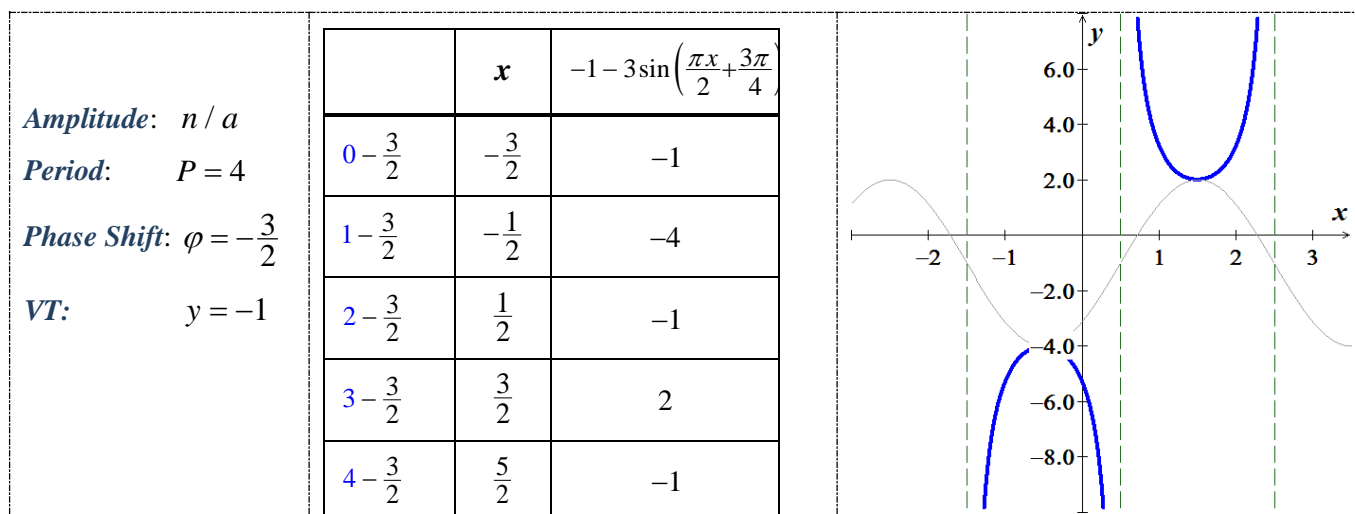 Amplitude: n / a
Period: P = 4
Phase Shift: φ = −3/2
VT: y = −1
x −1 − 3 sin(πx/2 + 3π/4)
0 − 3/2 −3/2 −1
1 − 3/2 −1/2 −4
2 − 3/2 1/2 −1
3 − 3/2 3/2 2
4 − 3/2 5/2 −1
y
6.0
4.0
2.0
x
−2 −1 1 2 3
−2.0
−4.0
−6.0
−8.0